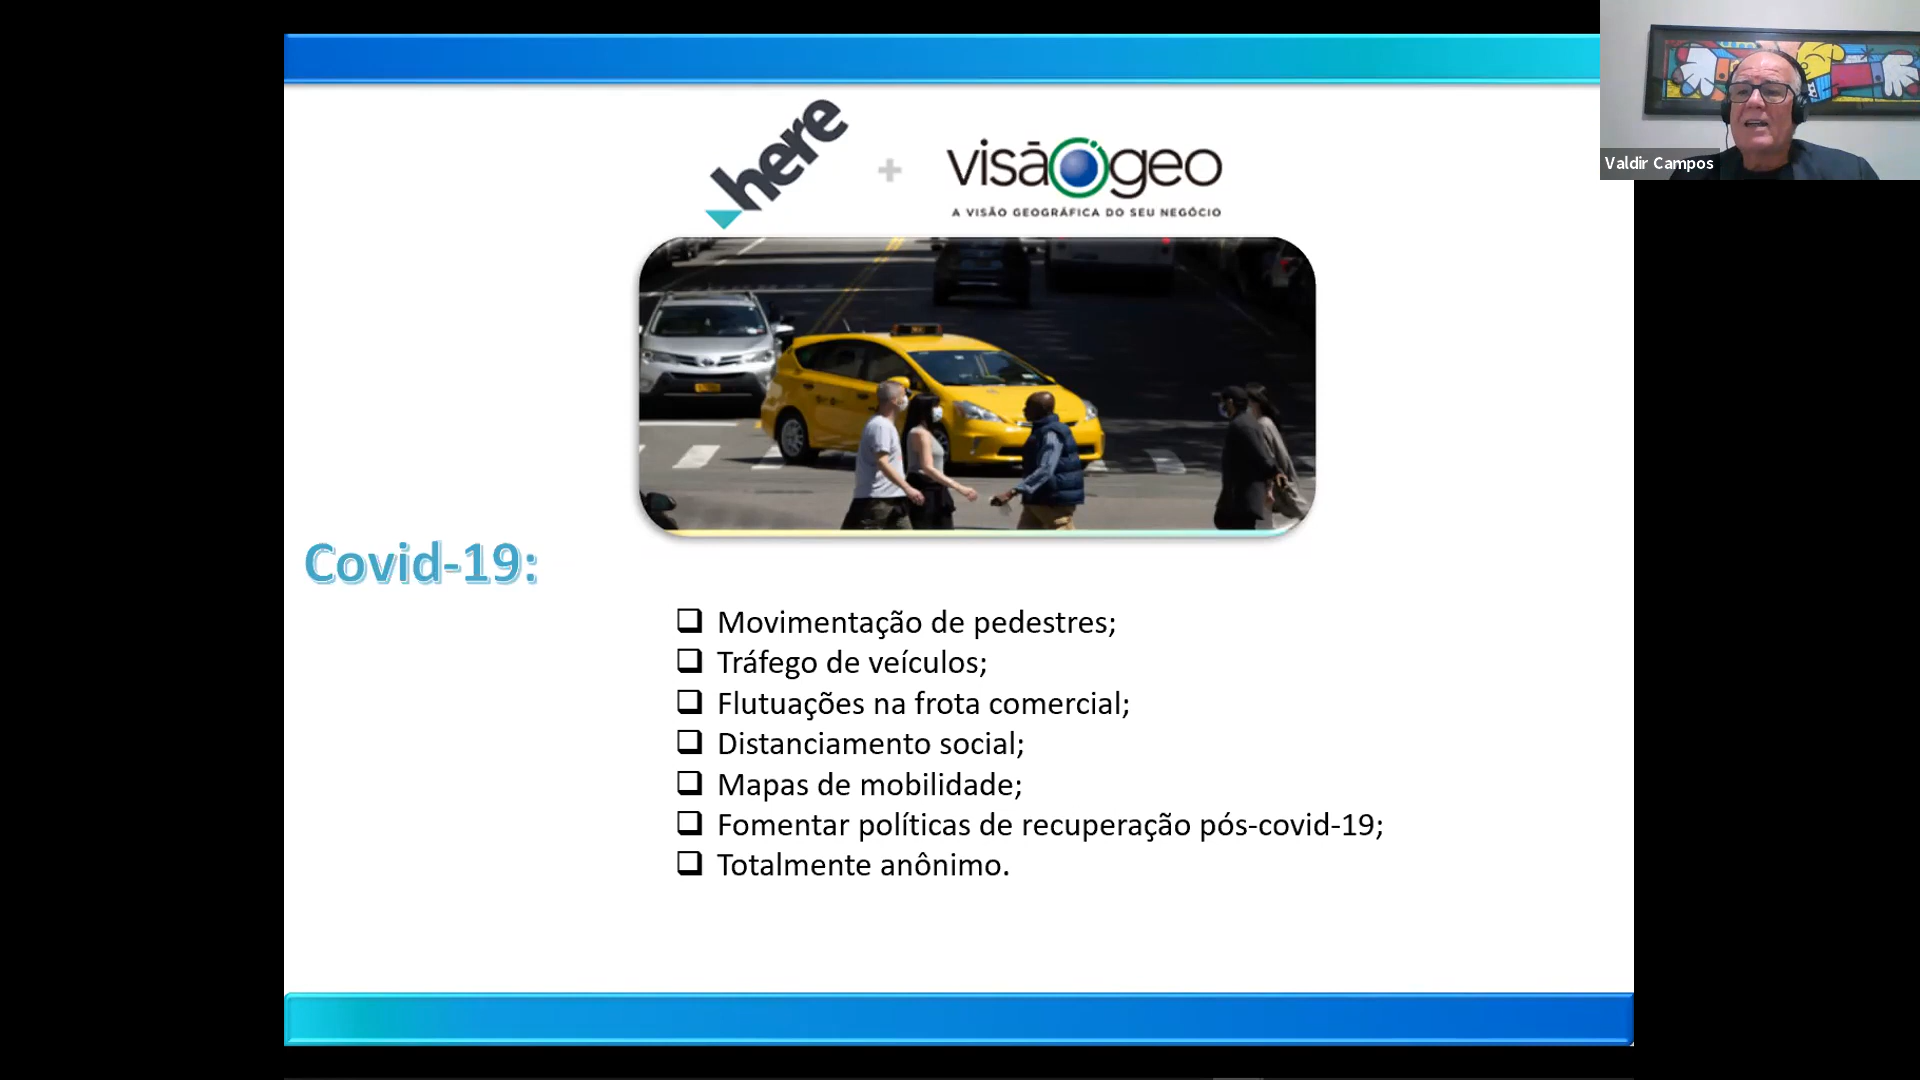 here
+
visãogeo
A VISÃO GEOGRÁFICA DO SEU NEGÓCIO
Valdir Campos
Covid-19:
Movimentação de pedestres;
Tráfego de veículos;
Flutuações na frota comercial;
Distanciamento social;
Mapas de mobilidade;
Fomentar políticas de recuperação pós-covid-19;
Totalmente anônimo.